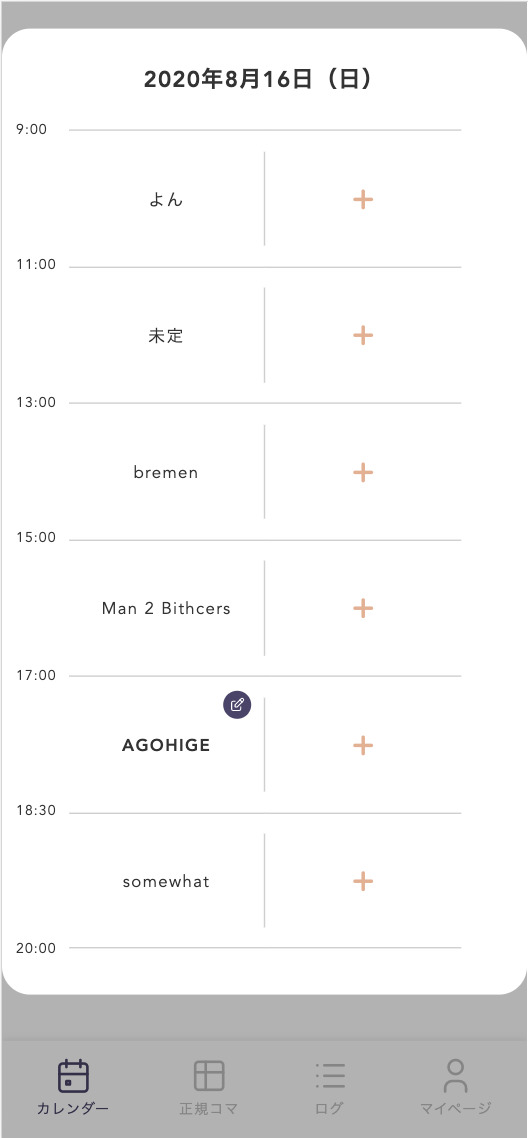 2020年8月16日（日）
9:00
よん
11:00
未定
13:00
bremen
15:00
Man 2 Bithcers
17:00
AGOHIGE
18:30
somewhat
20:00
カレンダー
正規コマ
ログ
マイページ